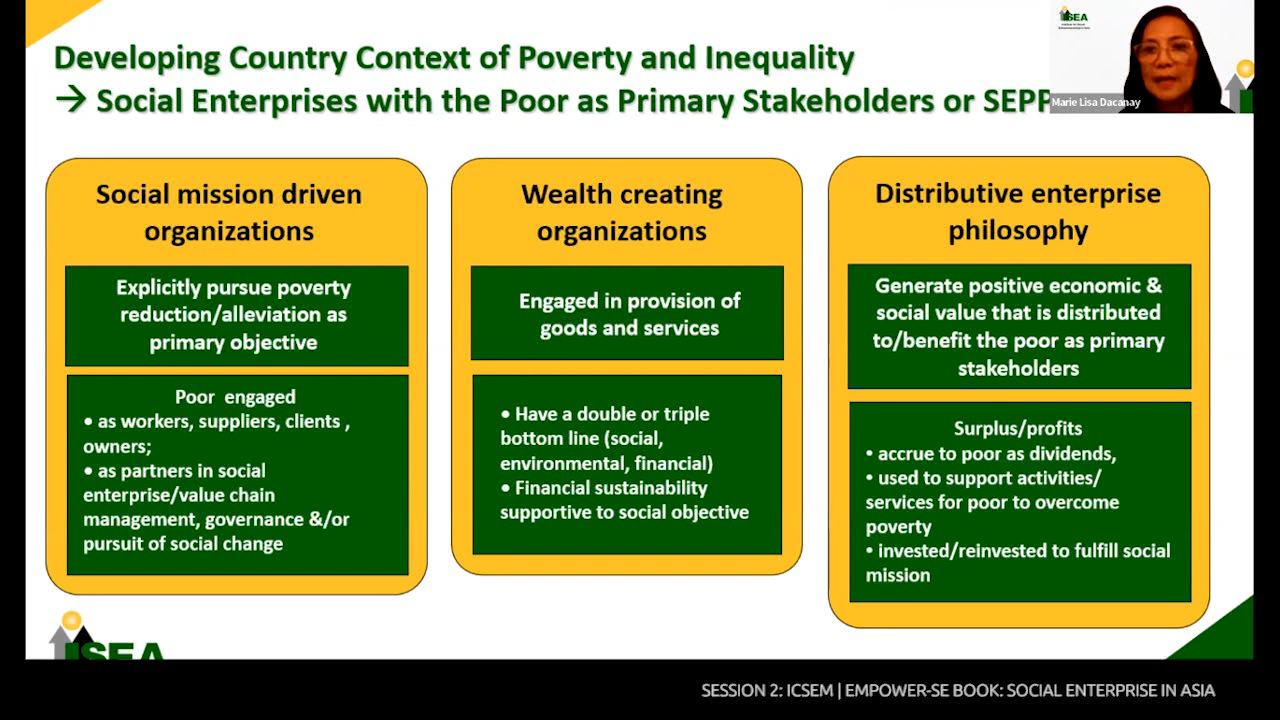 Developing Country Context of Poverty and Inequality
→ Social Enterprises with the Poor as Primary Stakeholders or SEPP
ISEA
Marie Lisa Dacanay
Social mission driven
organizations
Explicitly pursue poverty
reduction/alleviation as
primary objective
Poor engaged
• as workers, suppliers, clients ,
owners;
• as partners in social
enterprise/value chain
management, governance &/or
pursuit of social change
Wealth creating
organizations
Engaged in provision of
goods and services
• Have a double or triple
bottom line (social,
environmental, financial)
• Financial sustainability
supportive to social objective
Distributive enterprise
philosophy
Generate positive economic &
social value that is distributed
to/benefit the poor as primary
stakeholders
Surplus/profits
• accrue to poor as dividends,
• used to support activities/
services for poor to overcome
poverty
• invested/reinvested to fulfill social
mission
ISEA
SESSION 2: ICSEM | EMPOWER-SE BOOK: SOCIAL ENTERPRISE IN ASIA